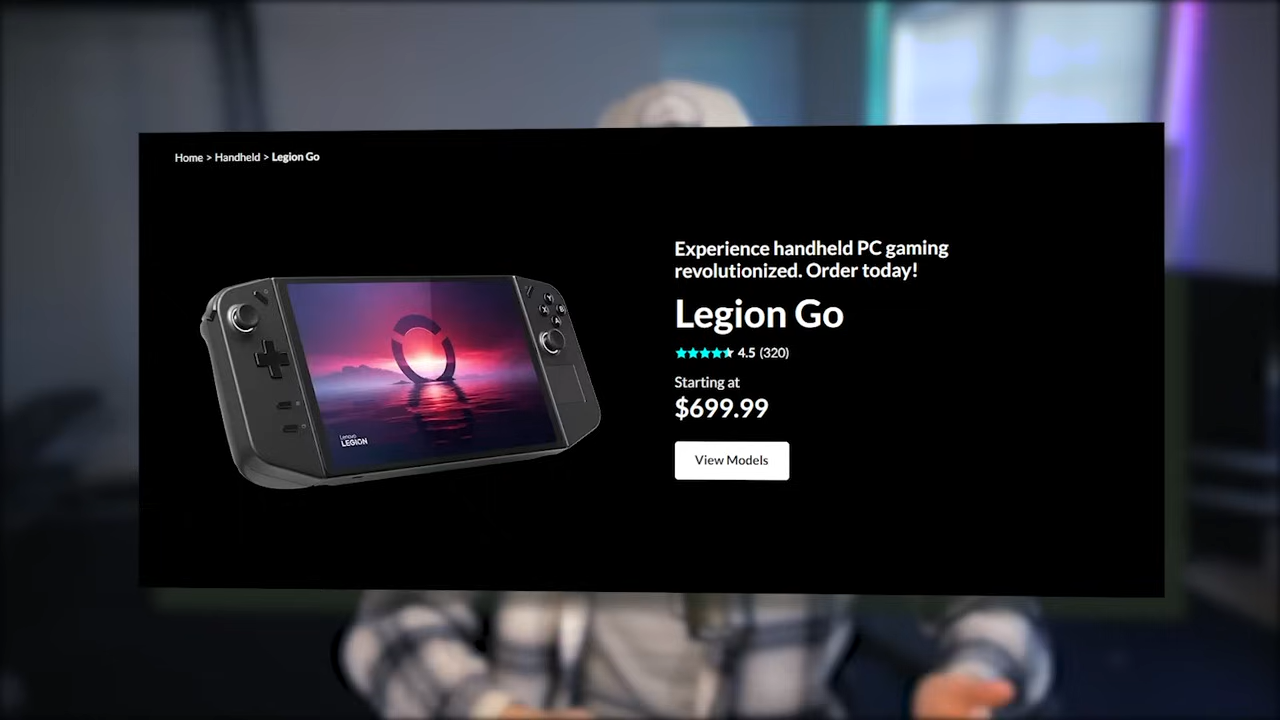 Home > Handheld > Legion Go
Experience handheld PC gaming
revolutionized. Order today!
Legion Go
4.5 (320)
Starting at
$699.99
View Models
Lenovo
LEGION
Y
X
B
A